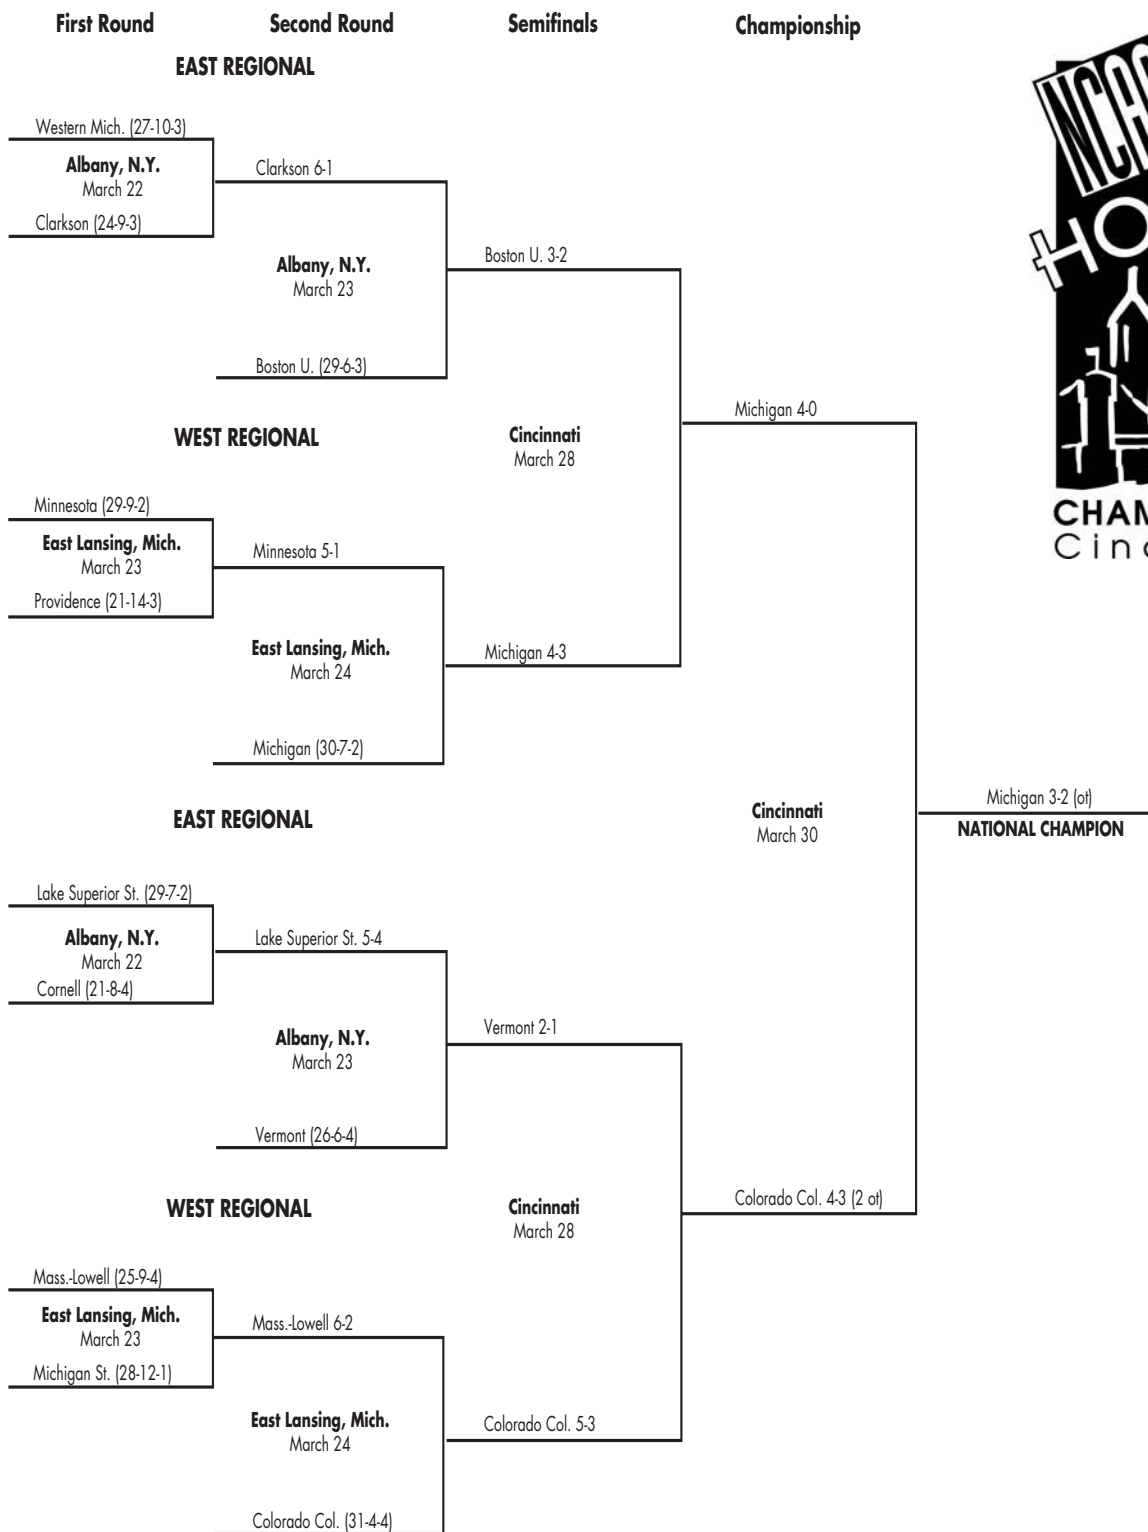 First Round Second Round Semifinals Championship
EAST REGIONAL
Western Mich. (27-10-3)
Albany, N.Y.
March 22
Clarkson (24-9-3)
Clarkson 6-1
Albany, N.Y.
March 23
Boston U. (29-6-3)
Boston U. 3-2
WEST REGIONAL
Cincinnati
March 28
Michigan 4-0
Minnesota (29-9-2)
East Lansing, Mich.
March 23
Providence (21-14-3)
Minnesota 5-1
East Lansing, Mich.
March 24
Michigan (30-7-2)
Michigan 4-3
Cincinnati
March 30
Michigan 3-2 (ot)
NATIONAL CHAMPION
EAST REGIONAL
Lake Superior St. (29-7-2)
Albany, N.Y.
March 22
Cornell (21-8-4)
Lake Superior St. 5-4
Albany, N.Y.
March 23
Vermont (26-6-4)
Vermont 2-1
WEST REGIONAL
Cincinnati
March 28
Colorado Col. 4-3 (2 ot)
Mass.-Lowell (25-9-4)
East Lansing, Mich.
March 23
Michigan St. (28-12-1)
Mass.-Lowell 6-2
East Lansing, Mich.
March 24
Colorado Col. (31-4-4)
Colorado Col. 5-3
NCAA
HO
CHAM
Cinc